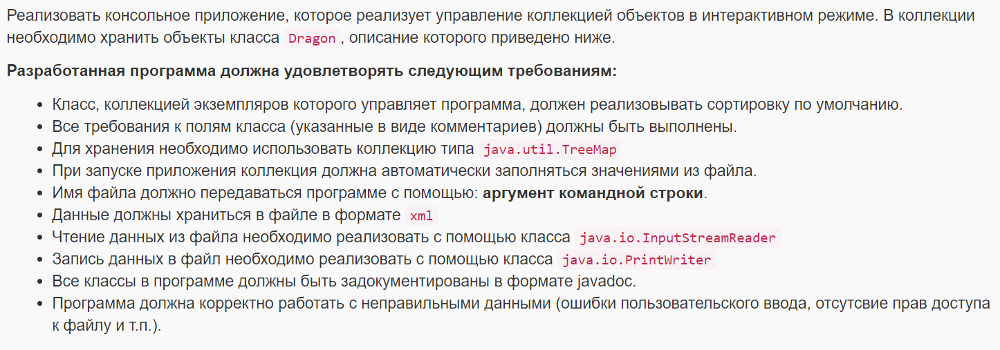 Реализовать консольное приложение, которое реализует управление коллекцией объектов в интерактивном режиме. В коллекции
необходимо хранить объекты класса Dragon, описание которого приведено ниже.
Разработанная программа должна удовлетворять следующим требованиям:
• Класс, коллекцией экземпляров которого управляет программа, должен реализовывать сортировку по умолчанию.
• Все требования к полям класса (указанные в виде комментариев) должны быть выполнены.
• Для хранения необходимо использовать коллекцию типа java.util.TreeMap
• При запуске приложения коллекция должна автоматически заполняться значениями из файла.
• Имя файла должно передаваться программе с помощью: аргумент командной строки.
• Данные должны храниться в файле в формате xml
• Чтение данных из файла необходимо реализовать с помощью класса java.io.InputStreamReader
• Запись данных в файл необходимо реализовать с помощью класса java.io.PrintWriter
• Все классы в программе должны быть задокументированы в формате javadoc.
• Программа должна корректно работать с неправильными данными (ошибки пользовательского ввода, отсутсвие прав доступа
к файлу и т.п.).